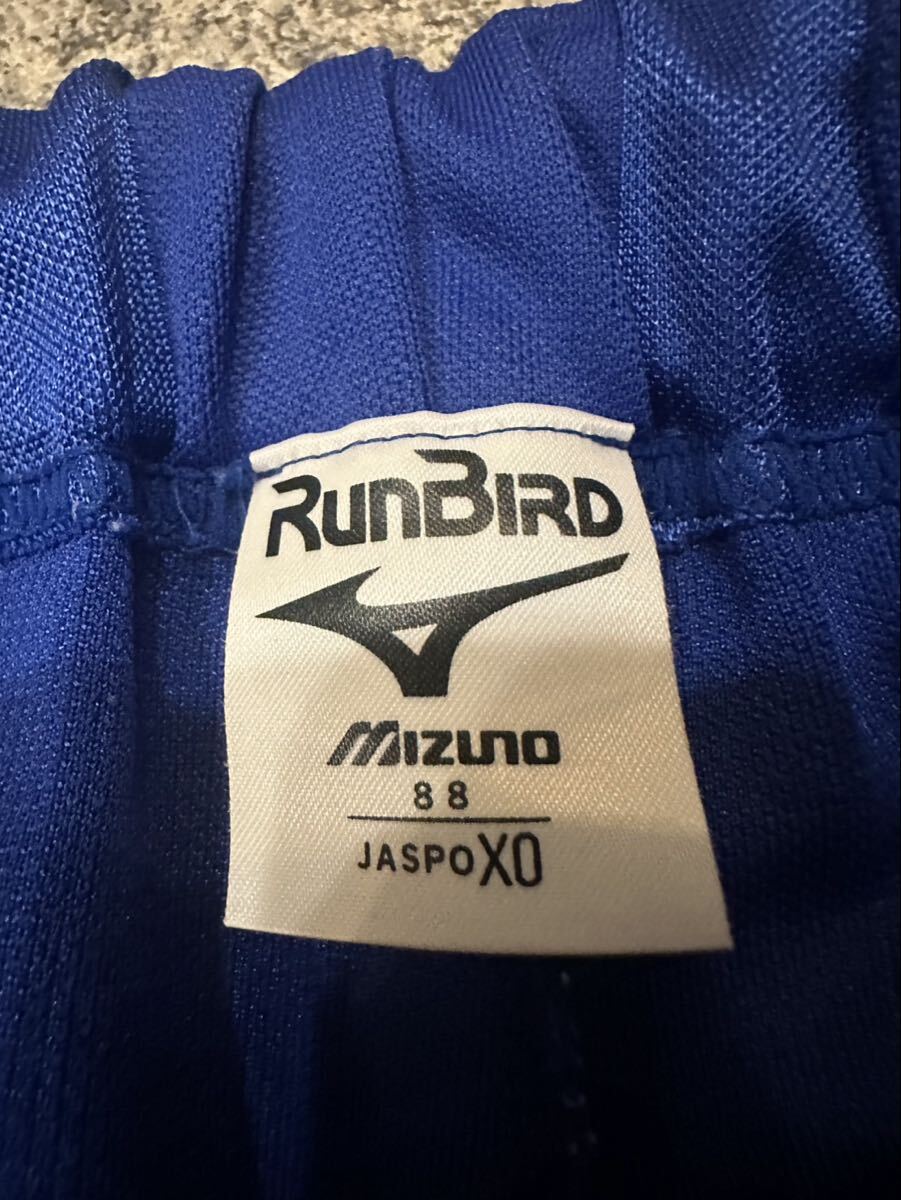 RunBIRD
MIZUNO
88
JASPO XO